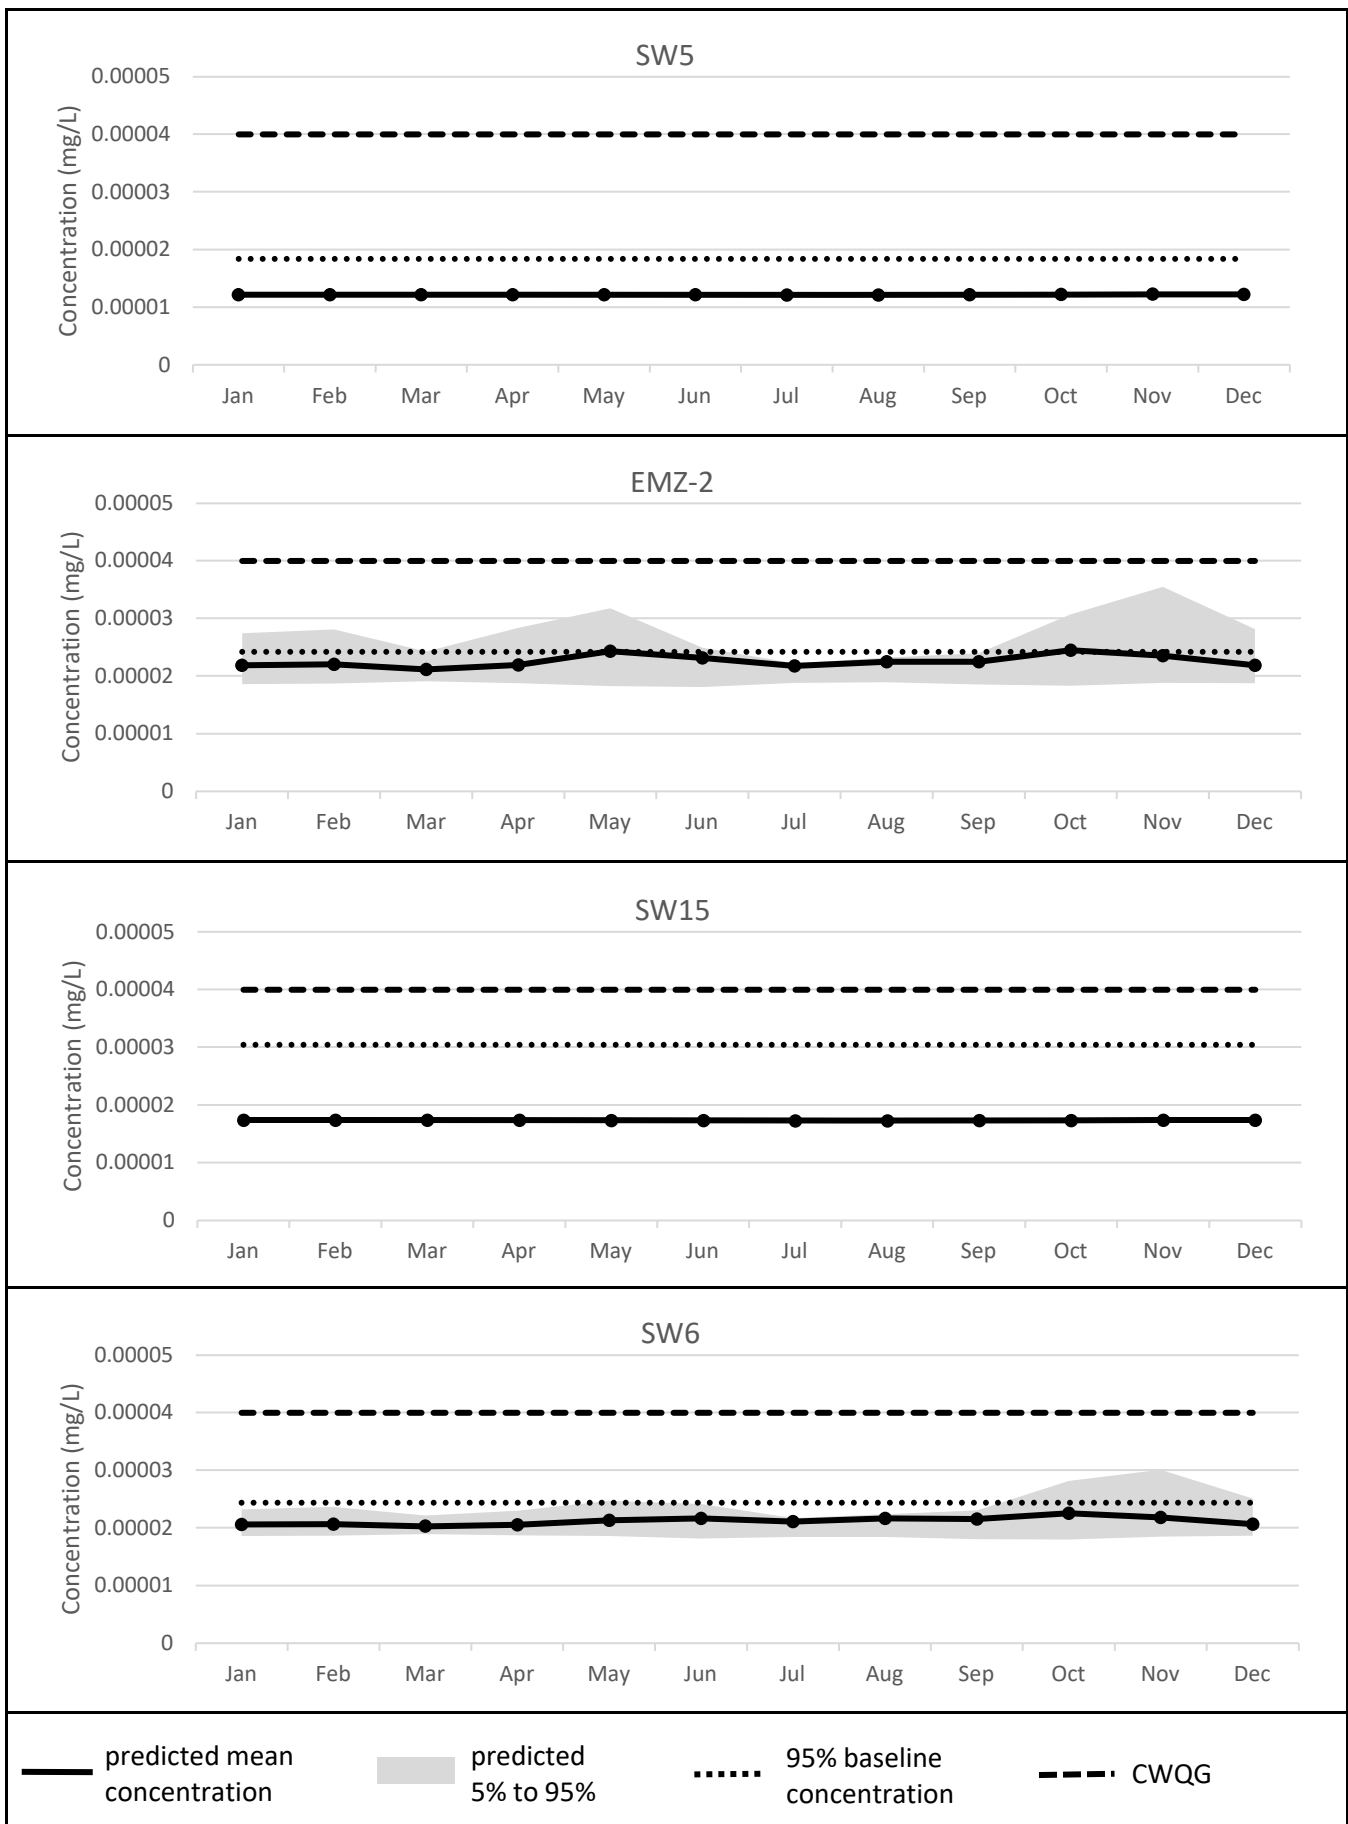 SW5
Concentration (mg/L)
0.00005
0.00004
0.00003
0.00002
0.00001
0
Jan Feb Mar Apr May Jun Jul Aug Sep Oct Nov Dec
EMZ-2
Concentration (mg/L)
0.00005
0.00004
0.00003
0.00002
0.00001
0
Jan Feb Mar Apr May Jun Jul Aug Sep Oct Nov Dec
SW15
Concentration (mg/L)
0.00005
0.00004
0.00003
0.00002
0.00001
0
Jan Feb Mar Apr May Jun Jul Aug Sep Oct Nov Dec
SW6
Concentration (mg/L)
0.00005
0.00004
0.00003
0.00002
0.00001
0
Jan Feb Mar Apr May Jun Jul Aug Sep Oct Nov Dec
predicted mean
concentration
predicted
5% to 95%
95% baseline
concentration
CWQG